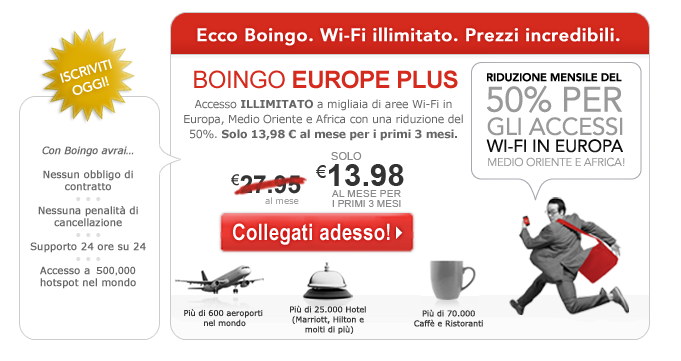 Ecco Boingo. Wi-Fi illimitato. Prezzi incredibili.
ISCRIVITI
OGGI!
Con Boingo avrai...
Nessun obbligo di
contratto
Nessuna penalità di
cancellazione
Supporto 24 ore su 24
Accesso a 500,000
hotspot nel mondo
BOINGO EUROPE PLUS
Accesso ILLIMITATO a migliaia di aree Wi-Fi in
Europa, Medio Oriente e Africa con una riduzione del
50%. Solo 13,98 € al mese per i primi 3 mesi.
€27.95
al mese
SOLO
€13.98
AL MESE PER
I PRIMI 3 MESI
Collegati adesso!
RIDUZIONE MENSILE DEL
50% PER
GLI ACCESSI
WI-FI IN EUROPA
MEDIO ORIENTE E AFRICA!
Più di 600 aeroporti
nel mondo
Più di 25.000 Hotel
(Marriott, Hilton e
molti di più)
Più di 70.000
Caffè e Ristoranti